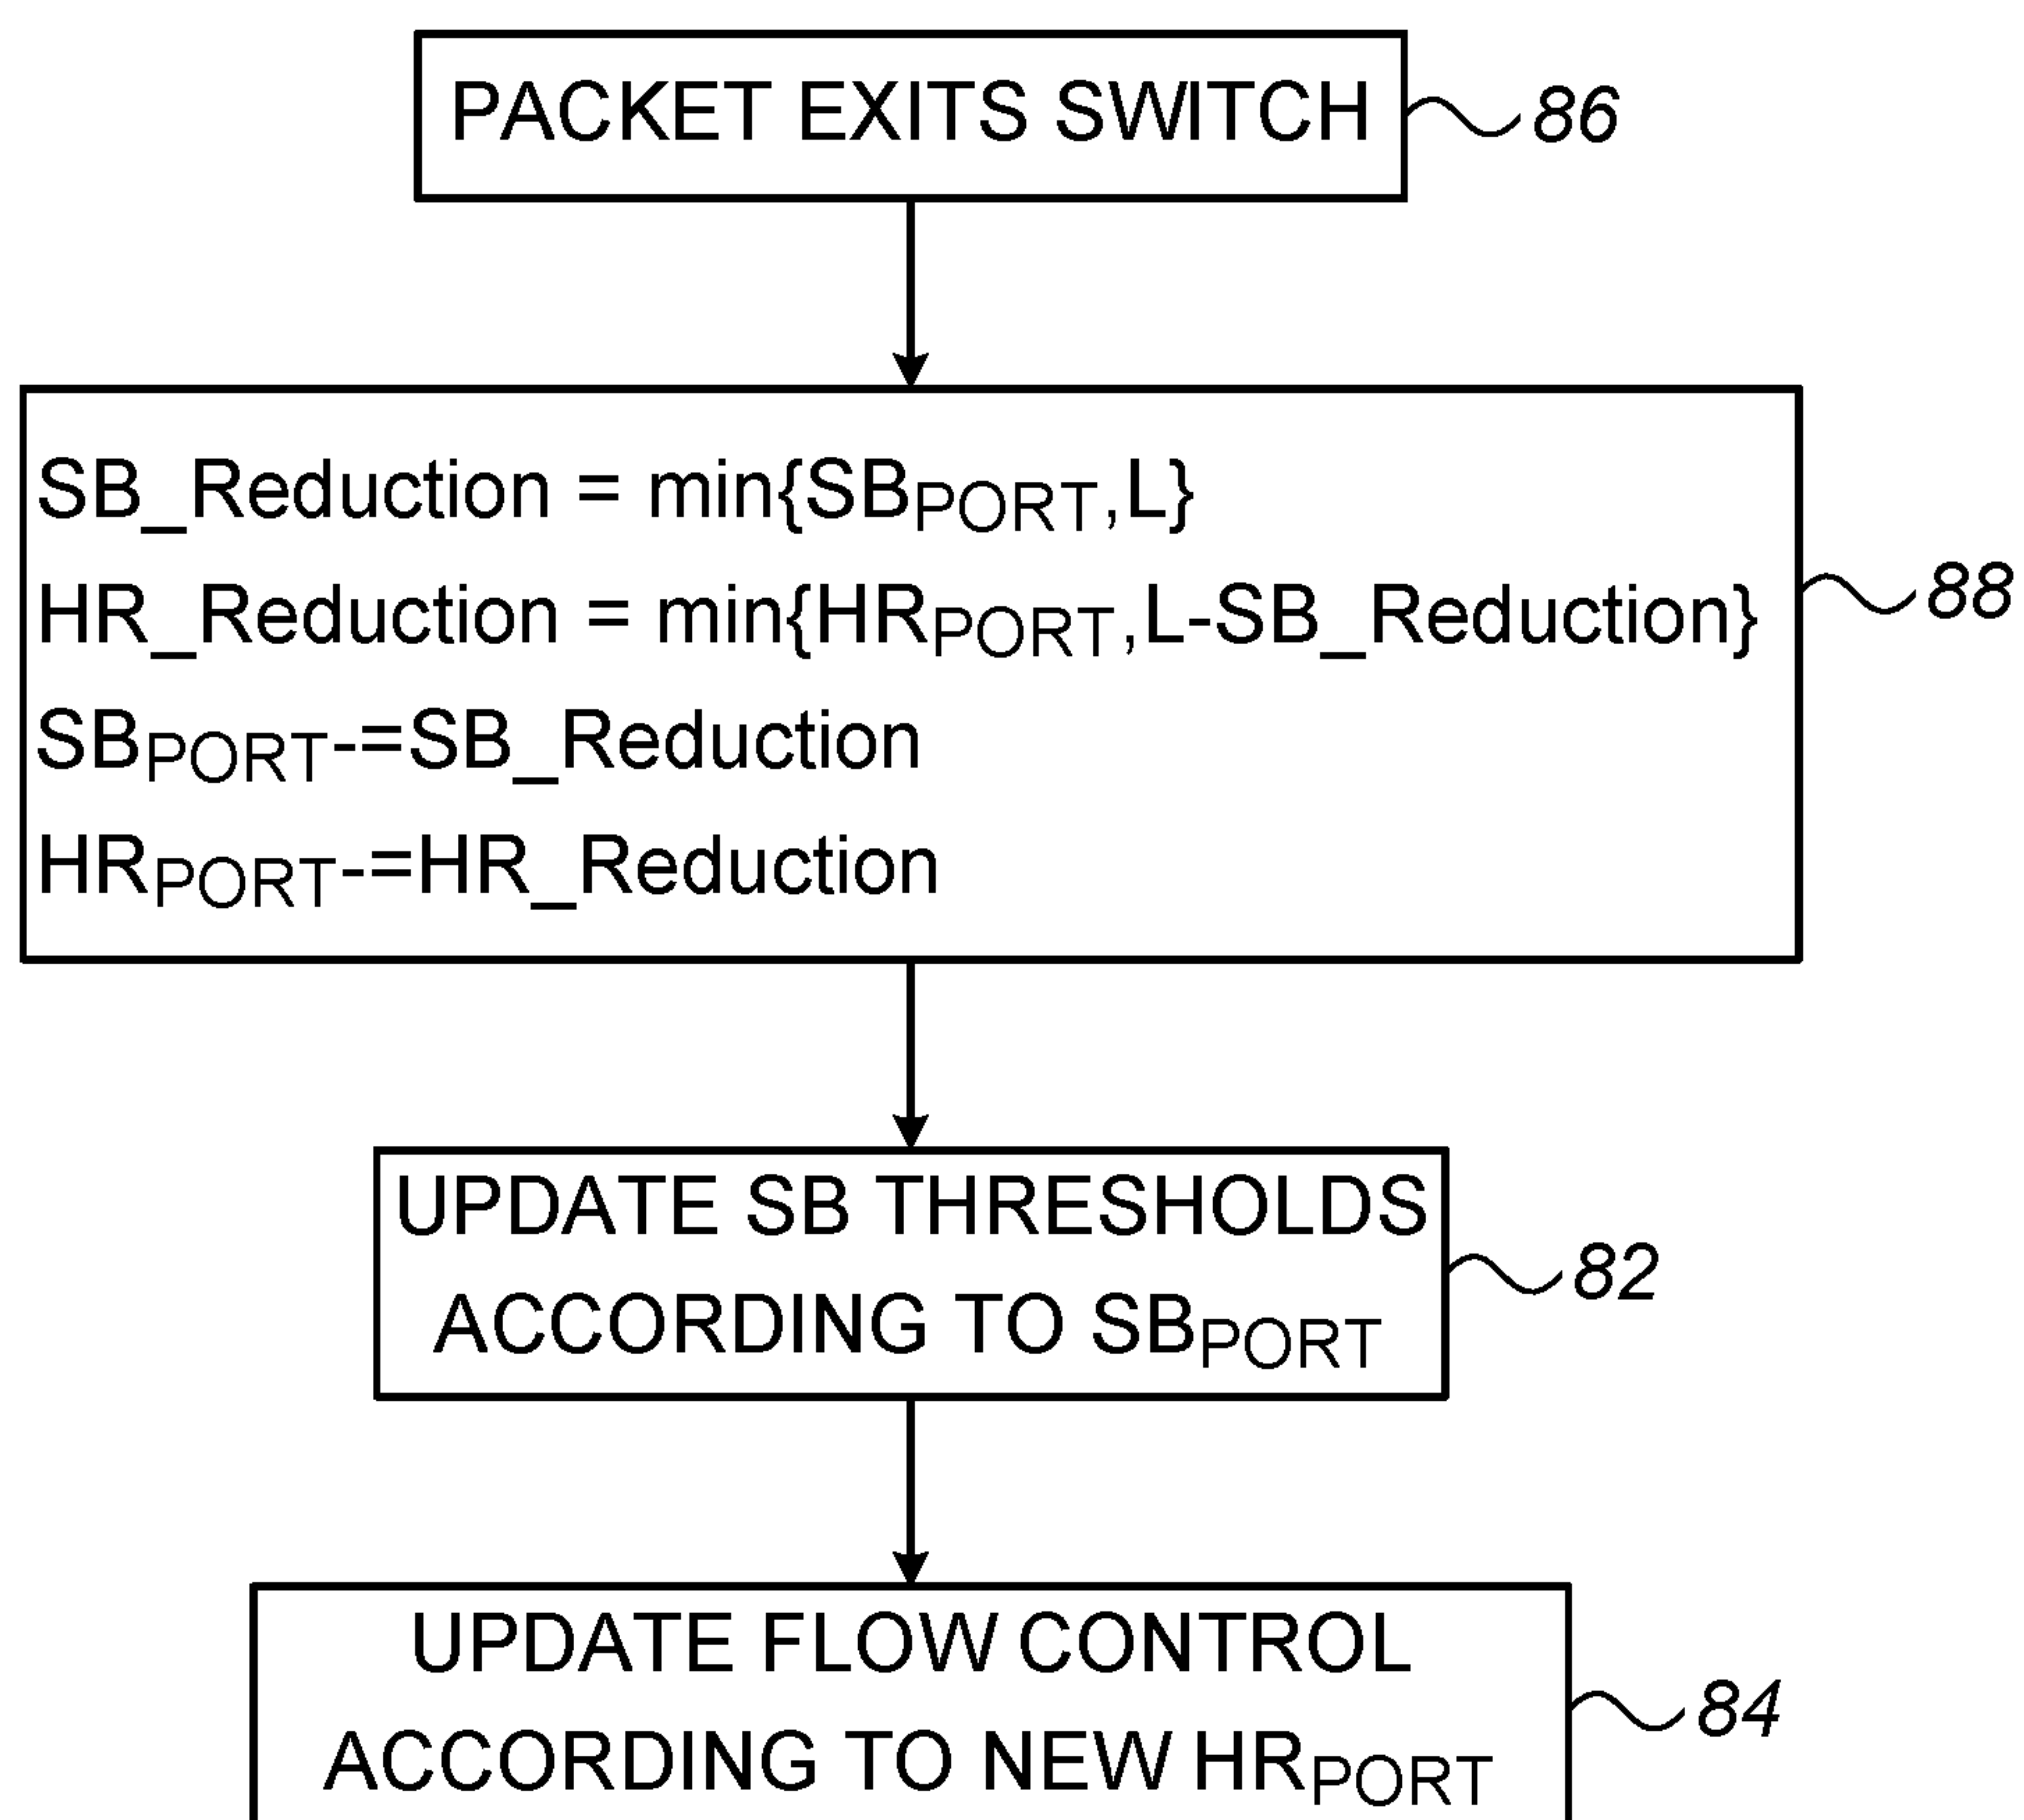 PACKET EXITS SWITCH
86
SB_Reduction = min{SBPORT,L}
HR_Reduction = min{HRPORT,L-SB_Reduction}
SBPORT-=SB_Reduction
HRPORT-=HR_Reduction
88
UPDATE SB THRESHOLDS
ACCORDING TO SBPORT
82
UPDATE FLOW CONTROL
ACCORDING TO NEW HRPORT
84